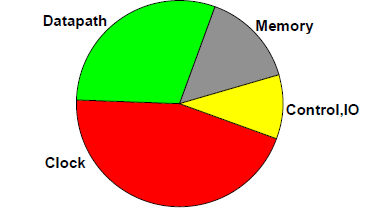 Datapath
Memory
Control,IO
Clock